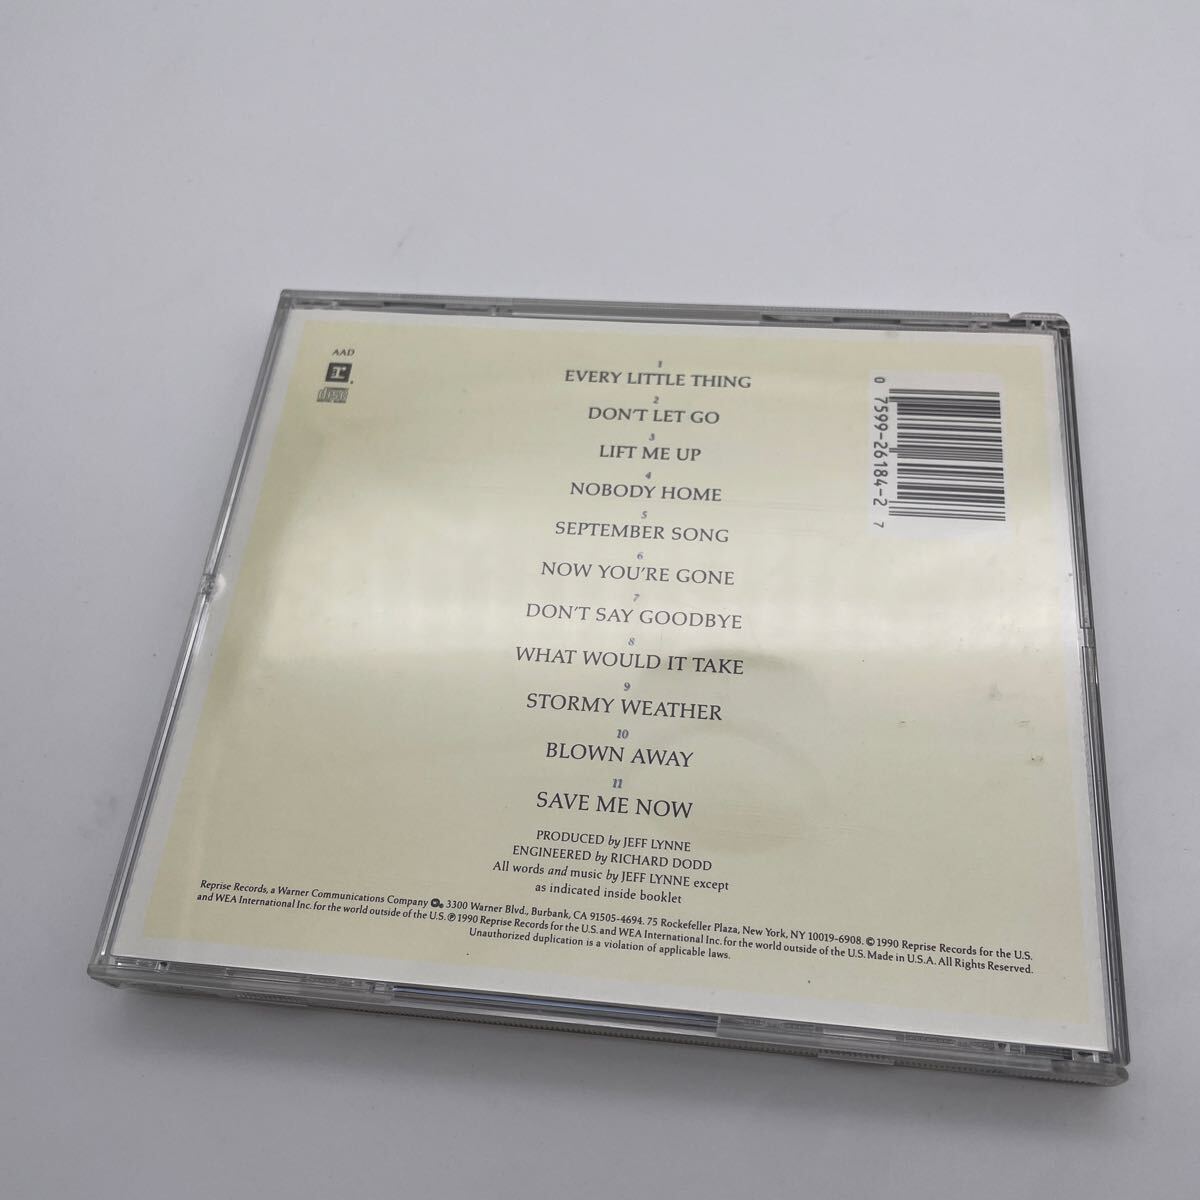 AAD
r
disc
1
EVERY LITTLE THING
2
DON'T LET GO
3
LIFT ME UP
4
NOBODY HOME
5
SEPTEMBER SONG
6
NOW YOU'RE GONE
7
DON'T SAY GOODBYE
8
WHAT WOULD IT TAKE
9
STORMY WEATHER
10
BLOWN AWAY
11
SAVE ME NOW
PRODUCED by JEFF LYNNE
ENGINEERED by RICHARD DODD
All words and music by JEFF LYNNE except
as indicated inside booklet
Reprise Records, a Warner Communications Company 3300 Warner Blvd., Burbank, CA 91505-4694. 75 Rockefeller Plaza, New York, NY 10019-6908. © 1990 Reprise Records for the U.S.
and WEA International Inc. for the world outside of the U.S. ℗ 1990 Reprise Records for the U.S. and WEA International Inc. for the world outside of the U.S. Made in U.S.A. All Rights Reserved.
Unauthorized duplication is a violation of applicable laws.
0 7599-26184-2 7